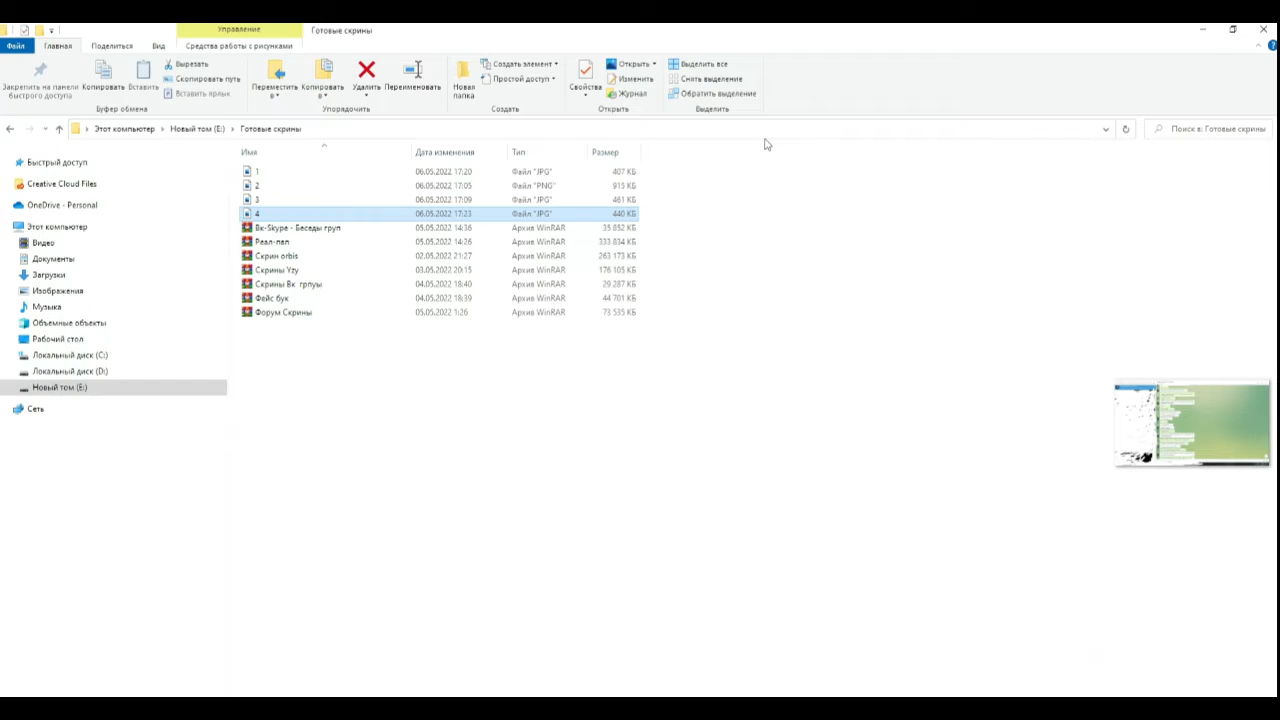 Управление
Готовые скрины
Файл
Главная
Поделиться
Вид
Средства работы с рисунками
Закрепить на панели быстрого доступа
Копировать
Вставить
Вырезать
Скопировать путь
Вставить ярлык
Буфер обмена
Переместить в
Копировать в
Удалить
Переименовать
Упорядочить
Новая папка
Создать элемент
Простой доступ
Создать
Свойства
Открыть
Изменить
Журнал
Открыть
Выделить все
Снять выделение
Обратить выделение
Выделить
Этот компьютер > Новый том (E:) > Готовые скрины
Поиск в: Готовые скрины
Быстрый доступ
Creative Cloud Files
OneDrive - Personal
Этот компьютер
Видео
Документы
Загрузки
Изображения
Музыка
Объемные объекты
Рабочий стол
Локальный диск (C:)
Локальный диск (D:)
Новый том (E:)
Сеть
Имя Дата изменения Тип Размер
1 06.05.2022 17:20 Файл "JPG" 407 КБ
2 06.05.2022 17:05 Файл "PNG" 915 КБ
3 06.05.2022 17:09 Файл "JPG" 461 КБ
4 06.05.2022 17:23 Файл "JPG" 440 КБ
Вк-Skype - Беседы груп 05.05.2022 14:36 Архив WinRAR 35 852 КБ
Реал-пвп 05.05.2022 14:26 Архив WinRAR 333 834 КБ
Скрин orbis 02.05.2022 21:27 Архив WinRAR 263 173 КБ
Скрины Yzy 03.05.2022 20:15 Архив WinRAR 176 105 КБ
Скрины Вк грпуы 04.05.2022 18:40 Архив WinRAR 29 287 КБ
Фейс бук 04.05.2022 18:39 Архив WinRAR 44 701 КБ
Форум Скрины 05.05.2022 1:26 Архив WinRAR 73 535 КБ